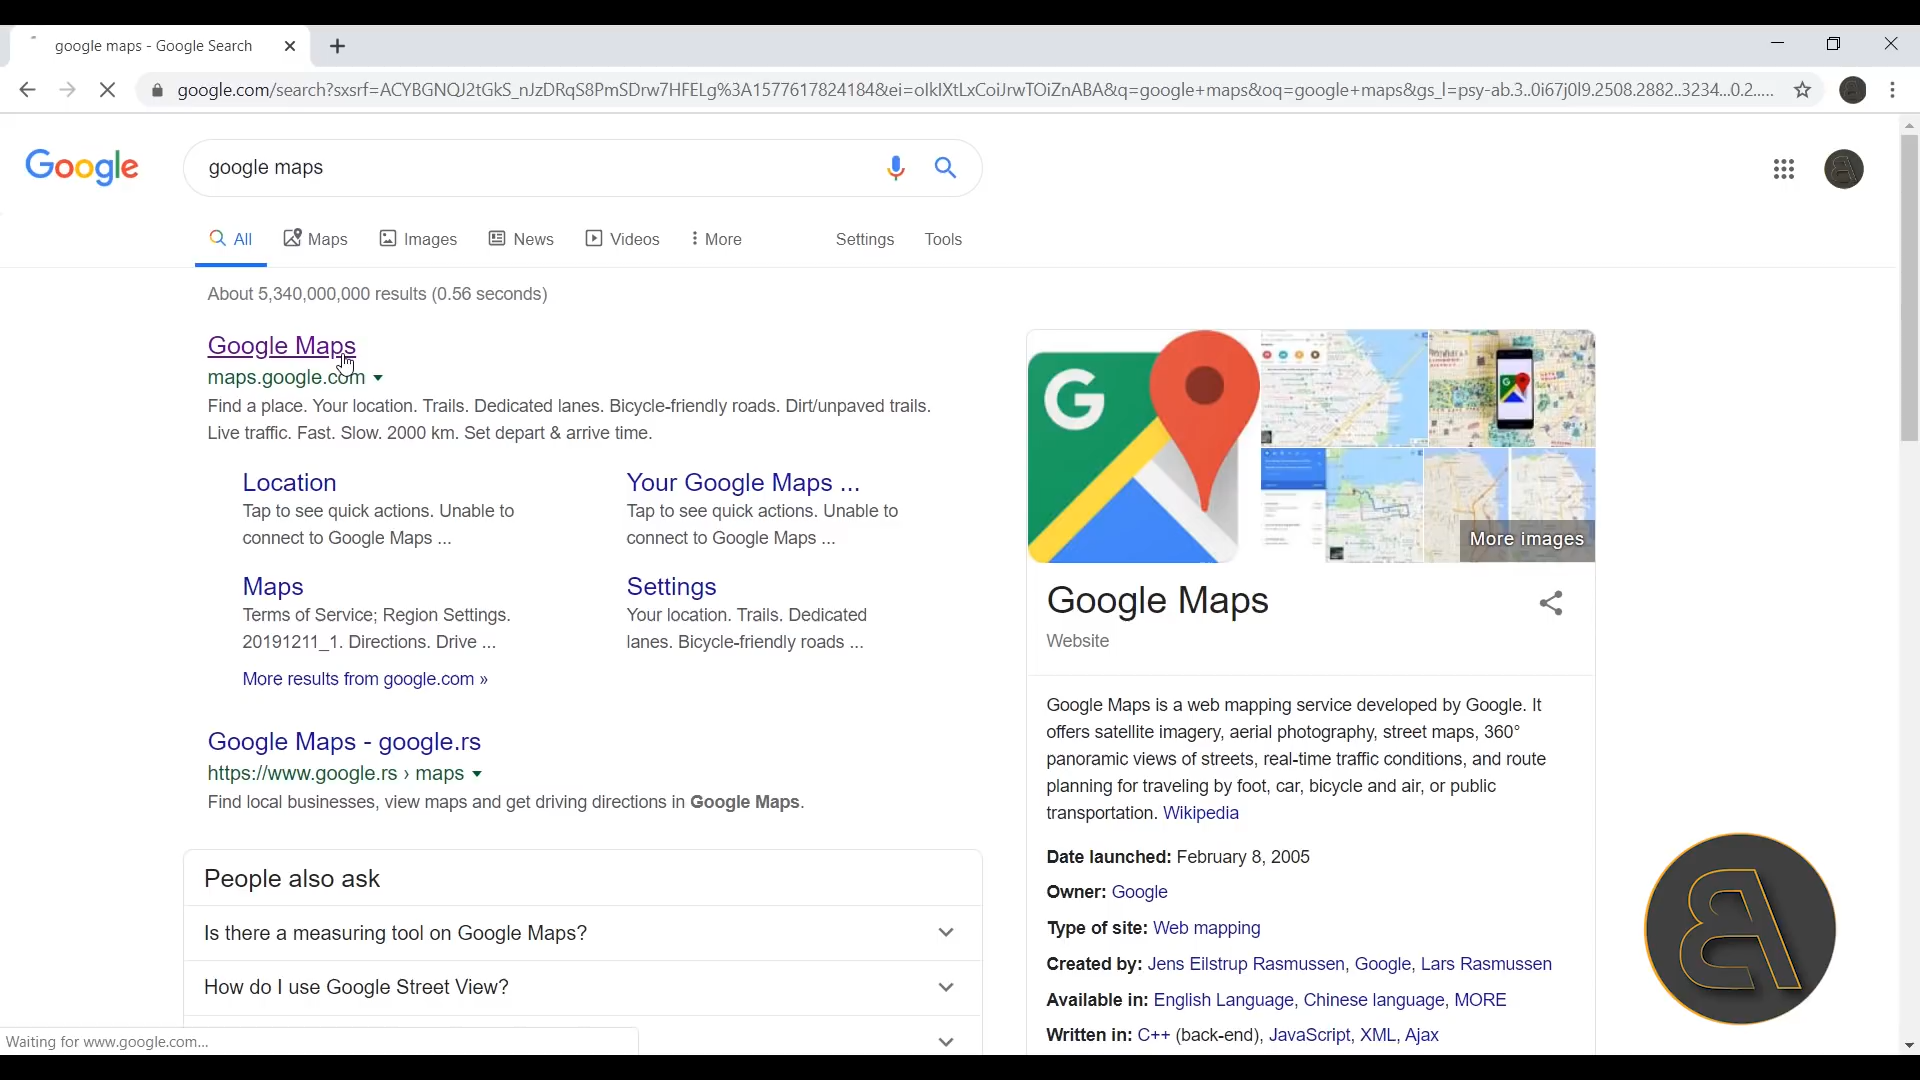 google maps - Google Search
google.com/search?sxsrf=ACYBGNQJ2tGkS_nJzDRqS8PmSDrw7HFELg%3A1577617824184&ei=oIkIXtLxCoiJrwTOiZnABA&q=google+maps&oq=google+maps&gs_l=psy-ab.3..0i67j0l9.2508.2882..3234...0.2.....
Google
google maps
All Maps Images News Videos More Settings Tools
About 5,340,000,000 results (0.56 seconds)
Google Maps
maps.google.com
Find a place. Your location. Trails. Dedicated lanes. Bicycle-friendly roads. Dirt/unpaved trails.
Live traffic. Fast. Slow. 2000 km. Set depart & arrive time.
Location
Tap to see quick actions. Unable to
connect to Google Maps ...
Your Google Maps ...
Tap to see quick actions. Unable to
connect to Google Maps ...
Maps
Terms of Service; Region Settings.
20191211_1. Directions. Drive ...
Settings
Your location. Trails. Dedicated
lanes. Bicycle-friendly roads ...
More results from google.com »
Google Maps - google.rs
https://www.google.rs › maps
Find local businesses, view maps and get driving directions in Google Maps.
People also ask
Is there a measuring tool on Google Maps?
How do I use Google Street View?
Waiting for www.google.com...
G
G
More images
Google Maps
Website
Google Maps is a web mapping service developed by Google. It
offers satellite imagery, aerial photography, street maps, 360°
panoramic views of streets, real-time traffic conditions, and route
planning for traveling by foot, car, bicycle and air, or public
transportation. Wikipedia
Date launched: February 8, 2005
Owner: Google
Type of site: Web mapping
Created by: Jens Eilstrup Rasmussen, Google, Lars Rasmussen
Available in: English Language, Chinese language, MORE
Written in: C++ (back-end), JavaScript, XML, Ajax